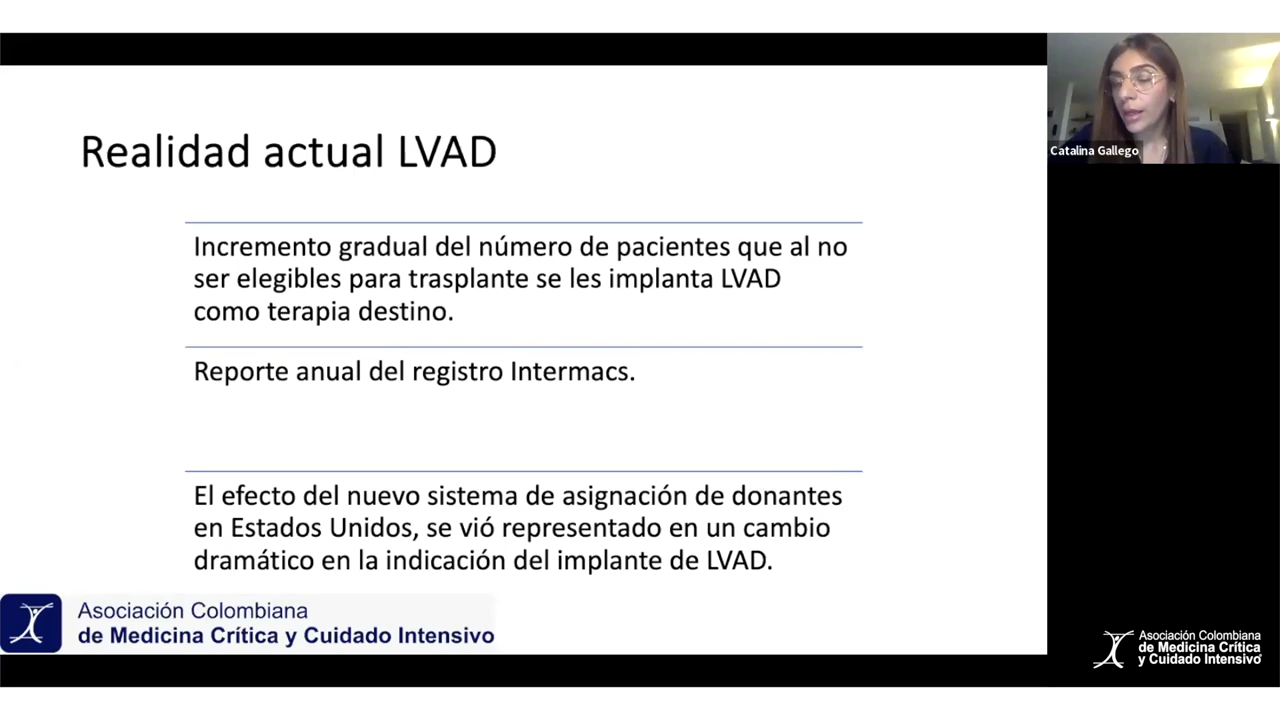 Realidad actual LVAD
Incremento gradual del número de pacientes que al no
ser elegibles para trasplante se les implanta LVAD
como terapia destino.
Reporte anual del registro Intermacs.
El efecto del nuevo sistema de asignación de donantes
en Estados Unidos, se vió representado en un cambio
dramático en la indicación del implante de LVAD.
Asociación Colombiana
de Medicina Crítica y Cuidado Intensivo
Catalina Gallego
Asociación Colombiana
de Medicina Crítica
y Cuidado Intensivo